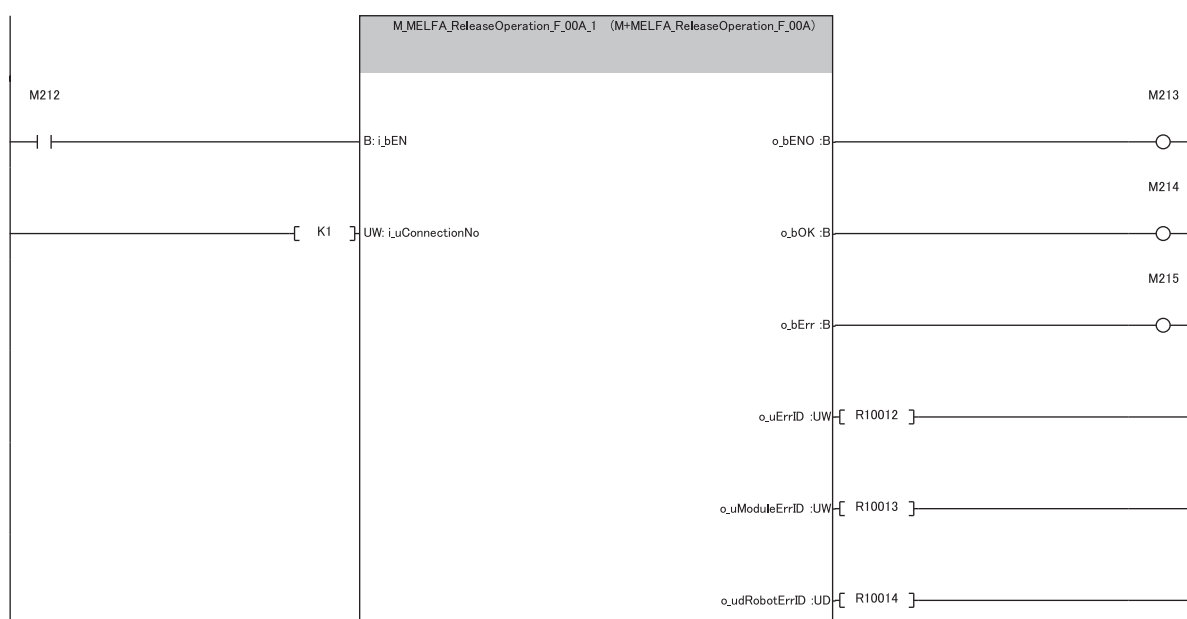 M_MELFA_ReleaseOperation_F_00A_1 (M+MELFA_ReleaseOperation_F_00A)
M212
M213
B: i_bEN
o_bENO :B
M214
K1
UW: i_uConnectionNo
o_bOK :B
M215
o_bErr :B
o_uErrID :UW
R10012
o_uModuleErrID :UW
R10013
o_udRobotErrID :UD
R10014